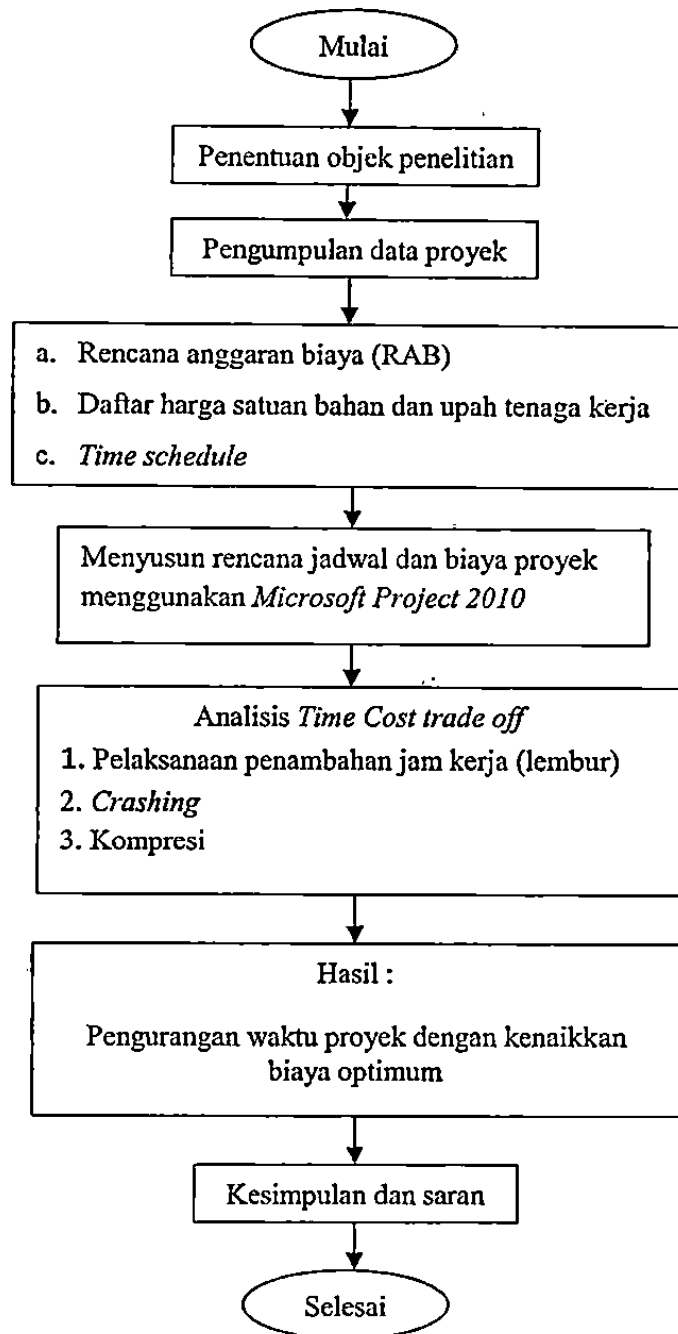 Mulai
Penentuan objek penelitian
Pengumpulan data proyek
a. Rencana anggaran biaya (RAB)
b. Daftar harga satuan bahan dan upah tenaga kerja
c. Time schedule
Menyusun rencana jadwal dan biaya proyek
menggunakan Microsoft Project 2010
Analisis Time Cost trade off
1. Pelaksanaan penambahan jam kerja (lembur)
2. Crashing
3. Kompresi
Hasil :
Pengurangan waktu proyek dengan kenaikkan
biaya optimum
Kesimpulan dan saran
Selesai